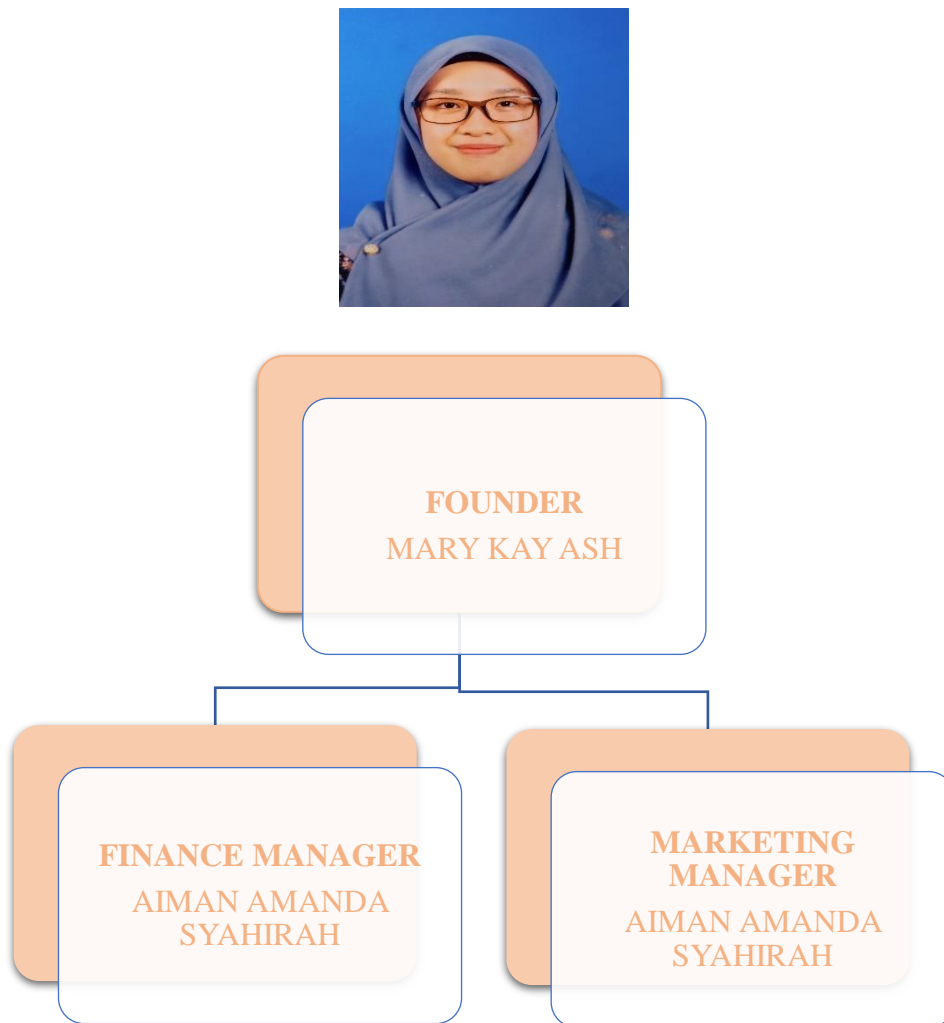 FOUNDER
MARY KAY ASH
FINANCE MANAGER
AIMAN AMANDA
SYAHIRAH
MARKETING
MANAGER
AIMAN AMANDA
SYAHIRAH